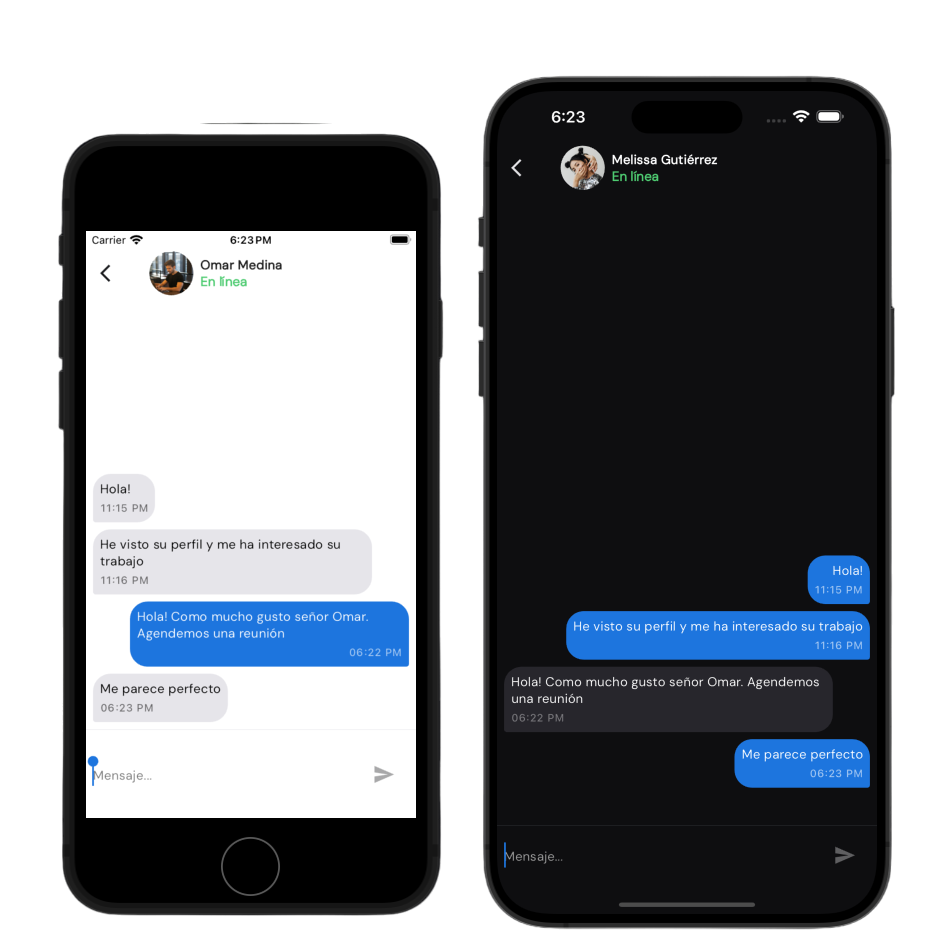 Carrier
6:23 PM
Omar Medina
En línea
Hola!
11:15 PM
He visto su perfil y me ha interesado su
trabajo
11:16 PM
Hola! Como mucho gusto señor Omar.
Agendemos una reunión
06:22 PM
Me parece perfecto
06:23 PM
Mensaje...
6:23
Melissa Gutiérrez
En línea
Hola!
11:15 PM
He visto su perfil y me ha interesado su trabajo
11:16 PM
Hola! Como mucho gusto señor Omar. Agendemos
una reunión
06:22 PM
Me parece perfecto
06:23 PM
Mensaje...